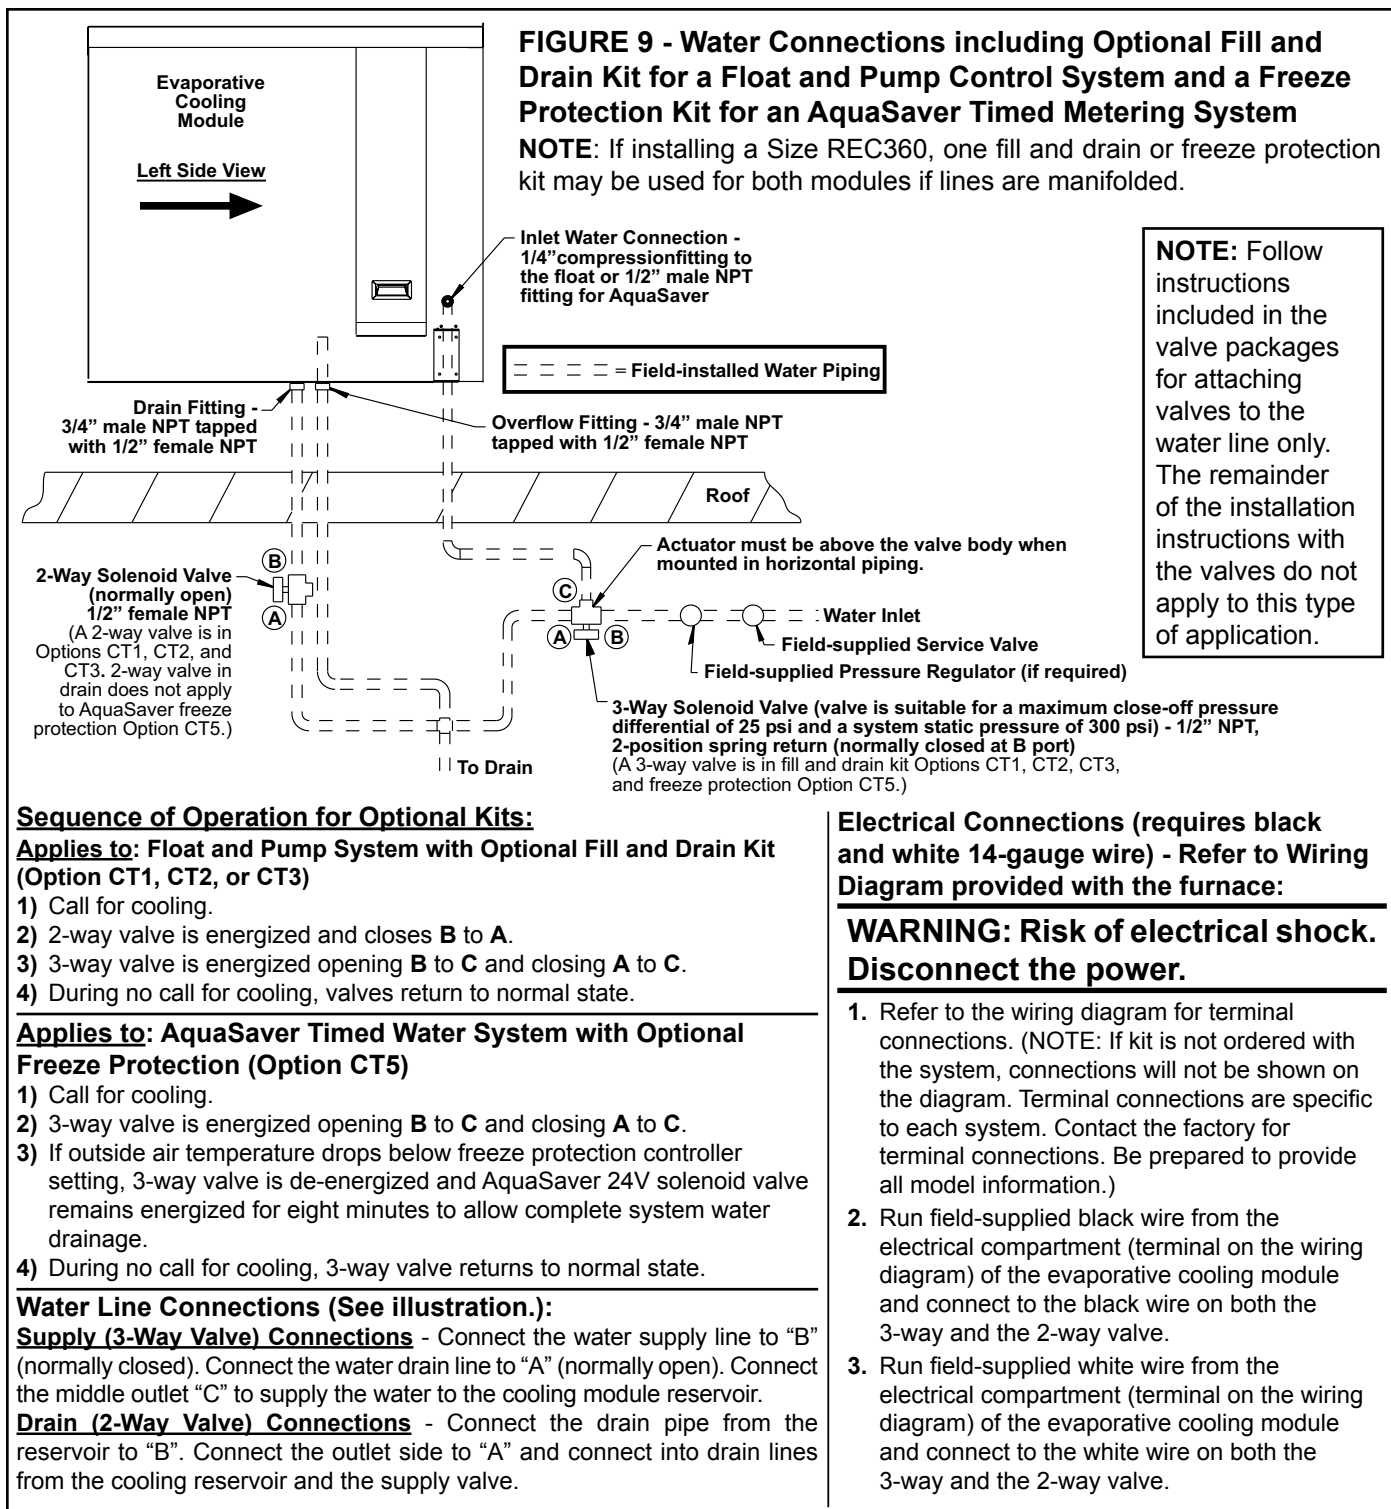 FIGURE 9 - Water Connections including Optional Fill and
Drain Kit for a Float and Pump Control System and a Freeze
Protection Kit for an AquaSaver Timed Metering System
NOTE: If installing a Size REC360, one fill and drain or freeze protection
kit may be used for both modules if lines are manifolded.
Evaporative
Cooling
Module
Left Side View
Inlet Water Connection -
1/4”compressionfitting to
the float or 1/2” male NPT
fitting for AquaSaver
= Field-installed Water Piping
NOTE: Follow
instructions
included in the
valve packages
for attaching
valves to the
water line only.
The remainder
of the installation
instructions with
the valves do not
apply to this type
of application.
Drain Fitting -
3/4” male NPT tapped
with 1/2” female NPT
Overflow Fitting - 3/4” male NPT
tapped with 1/2” female NPT
Roof
B
A
2-Way Solenoid Valve
(normally open)
1/2” female NPT
(A 2-way valve is in
Options CT1, CT2, and
CT3. 2-way valve in
drain does not apply
to AquaSaver freeze
protection Option CT5.)
Actuator must be above the valve body when
mounted in horizontal piping.
C
A
B
Water Inlet
Field-supplied Service Valve
Field-supplied Pressure Regulator (if required)
3-Way Solenoid Valve (valve is suitable for a maximum close-off pressure
differential of 25 psi and a system static pressure of 300 psi) - 1/2” NPT,
2-position spring return (normally closed at B port)
(A 3-way valve is in fill and drain kit Options CT1, CT2, CT3,
and freeze protection Option CT5.)
To Drain
Sequence of Operation for Optional Kits:
Applies to: Float and Pump System with Optional Fill and Drain Kit
(Option CT1, CT2, or CT3)
1) Call for cooling.
2) 2-way valve is energized and closes B to A.
3) 3-way valve is energized opening B to C and closing A to C.
4) During no call for cooling, valves return to normal state.
Applies to: AquaSaver Timed Water System with Optional
Freeze Protection (Option CT5)
1) Call for cooling.
2) 3-way valve is energized opening B to C and closing A to C.
3) If outside air temperature drops below freeze protection controller
setting, 3-way valve is de-energized and AquaSaver 24V solenoid valve
remains energized for eight minutes to allow complete system water
drainage.
4) During no call for cooling, 3-way valve returns to normal state.
Water Line Connections (See illustration.):
Supply (3-Way Valve) Connections - Connect the water supply line to “B”
(normally closed). Connect the water drain line to “A” (normally open). Connect
the middle outlet “C” to supply the water to the cooling module reservoir.
Drain (2-Way Valve) Connections - Connect the drain pipe from the
reservoir to “B”. Connect the outlet side to “A” and connect into drain lines
from the cooling reservoir and the supply valve.
Electrical Connections (requires black
and white 14-gauge wire) - Refer to Wiring
Diagram provided with the furnace:
WARNING: Risk of electrical shock.
Disconnect the power.
1. Refer to the wiring diagram for terminal
connections. (NOTE: If kit is not ordered with
the system, connections will not be shown on
the diagram. Terminal connections are specific
to each system. Contact the factory for
terminal connections. Be prepared to provide
all model information.)
2. Run field-supplied black wire from the
electrical compartment (terminal on the wiring
diagram) of the evaporative cooling module
and connect to the black wire on both the
3-way and the 2-way valve.
3. Run field-supplied white wire from the
electrical compartment (terminal on the wiring
diagram) of the evaporative cooling module
and connect to the white wire on both the
3-way and the 2-way valve.